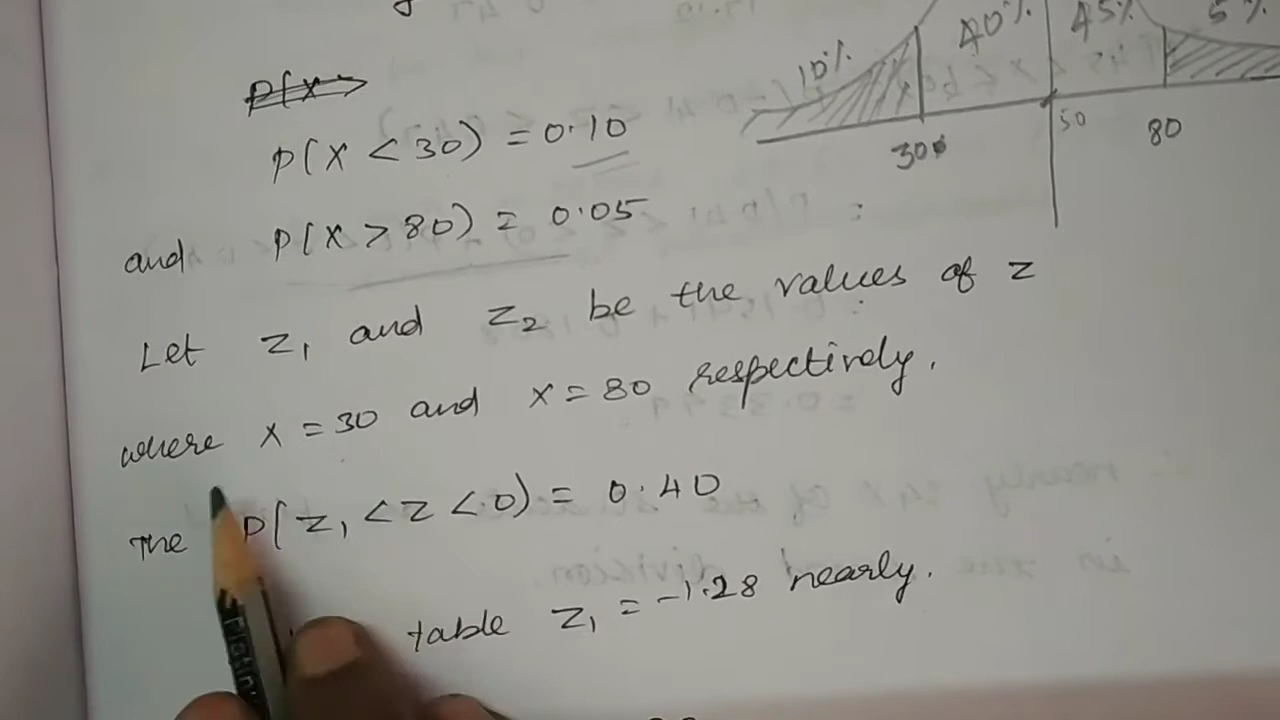 10%
40%
45%
5%
30
50
80
P(X < 30) = 0.10
and P(X > 80) = 0.05
Let z₁ and z₂ be the values of z
where x = 30 and x = 80 respectively.
The P(z₁ < z < 0) = 0.40
table z₁ = -1.28 nearly.